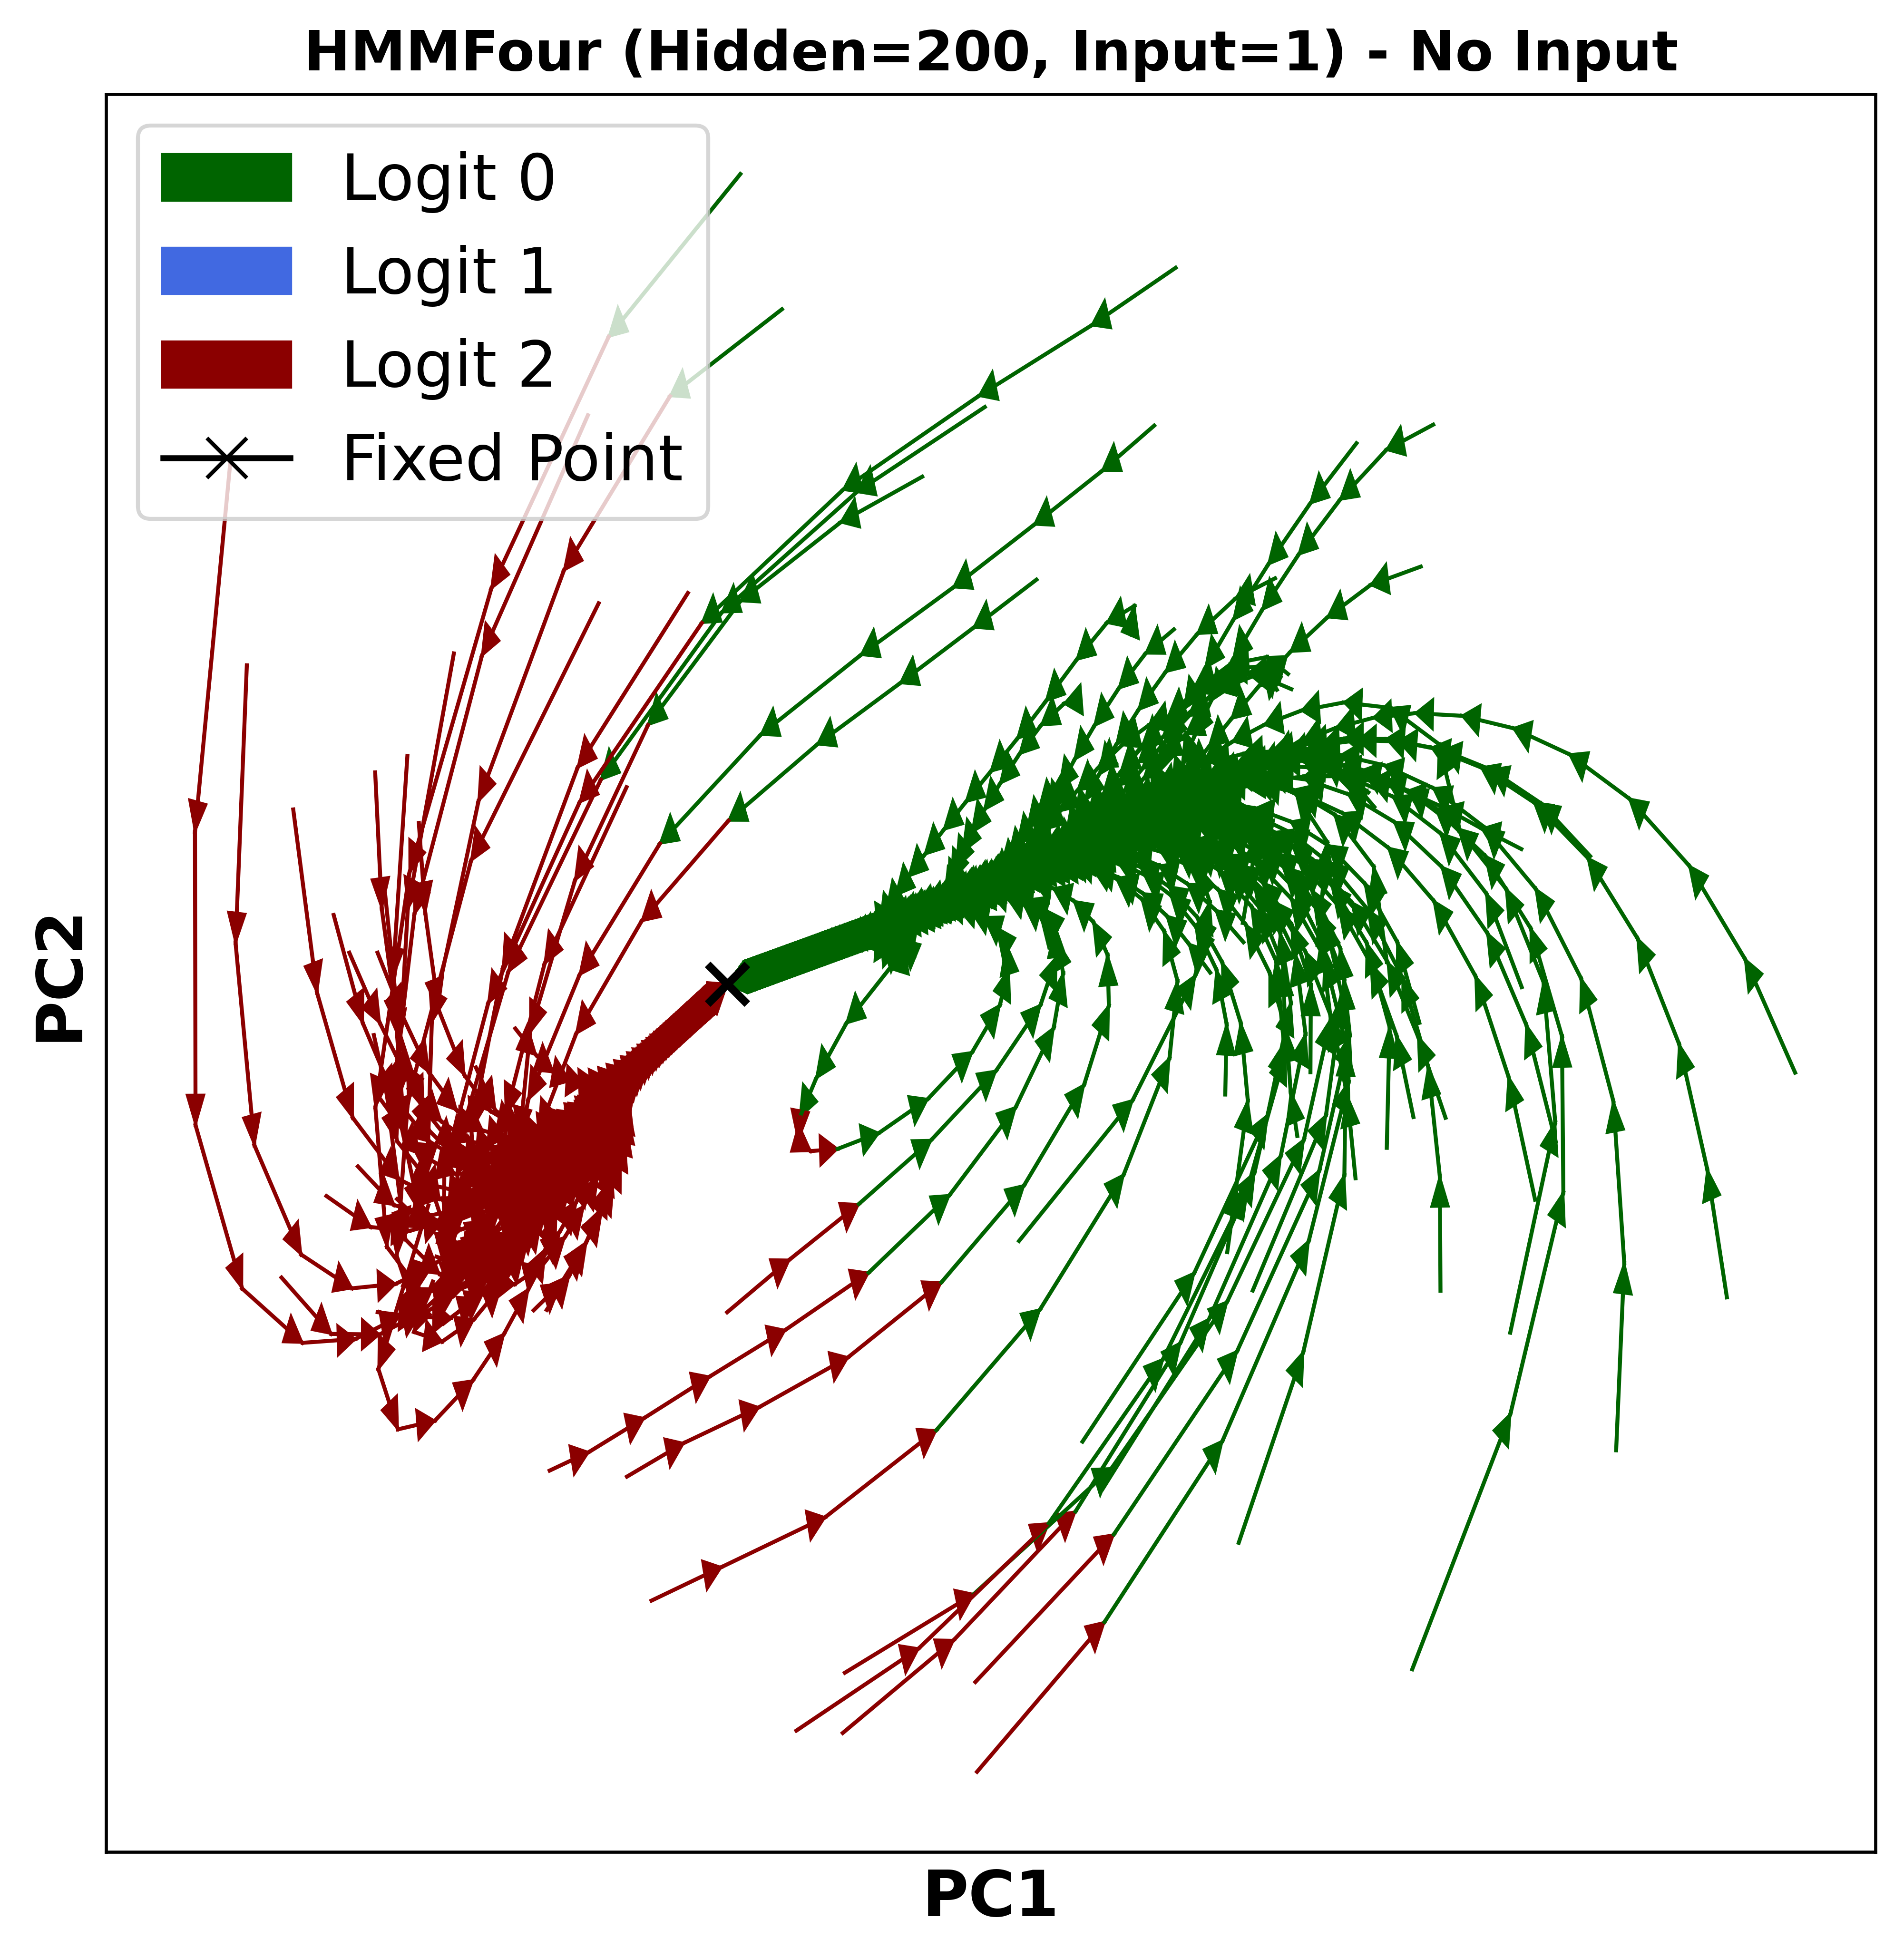 HMMFour (Hidden=200, Input=1) - No Input
Logit 0
Logit 1
Logit 2
Fixed Point
PC2
PC1